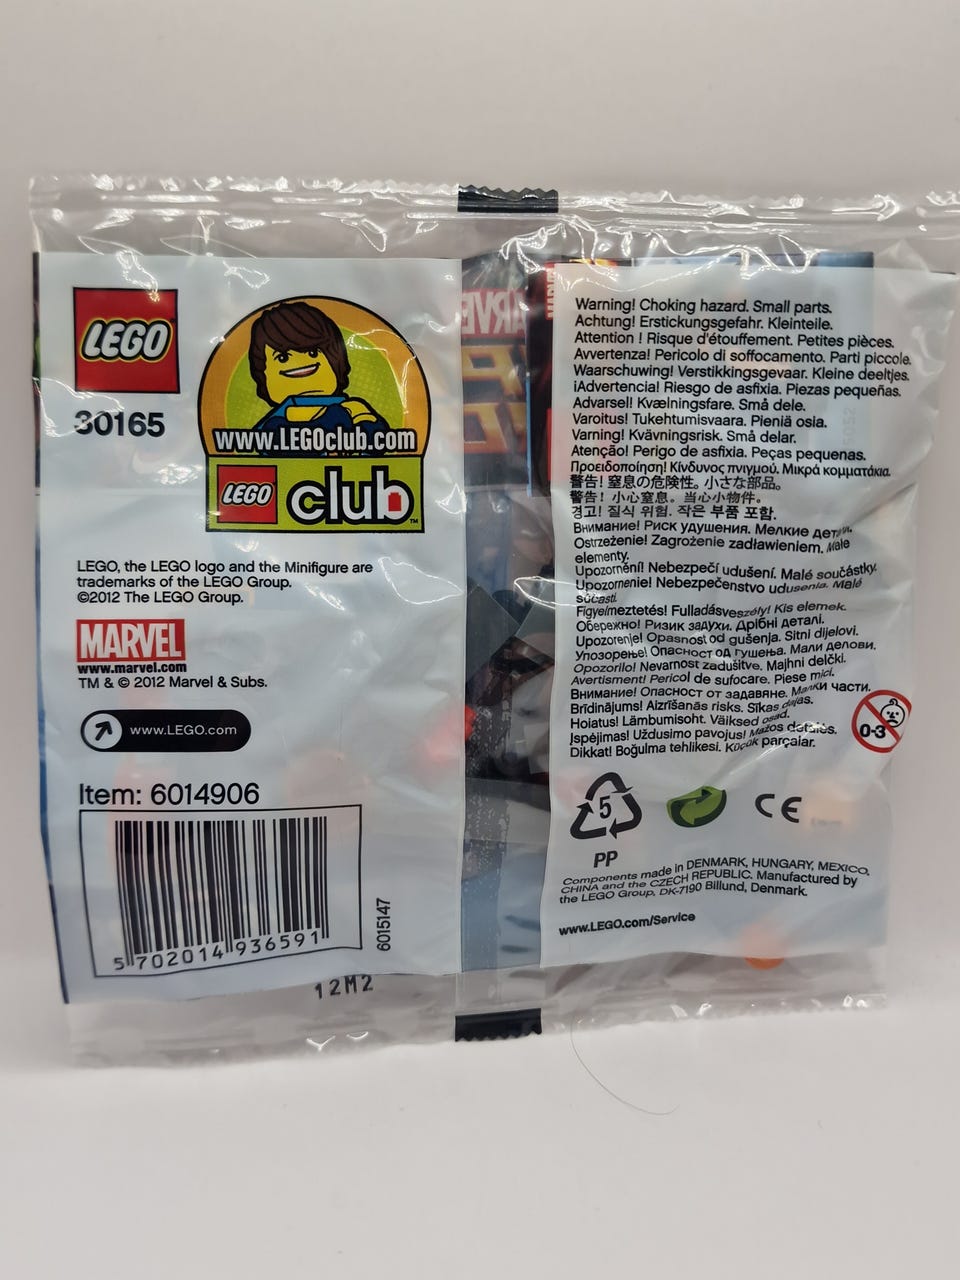 LEGO
30165
www.LEGOclub.com
LEGO club™
LEGO, the LEGO logo and the Minifigure are
trademarks of the LEGO Group.
©2012 The LEGO Group.
MARVEL
www.marvel.com
TM & © 2012 Marvel & Subs.
www.LEGO.com
Item: 6014906
5 702014 936591
6015147
12M2
MARVEL
Warning! Choking hazard. Small parts.
Achtung! Erstickungsgefahr. Kleinteile.
Attention ! Risque d'étouffement. Petites pièces.
Avvertenza! Pericolo di soffocamento. Parti piccole.
Waarschuwing! Verstikkingsgevaar. Kleine deeltjes.
¡Advertencia! Riesgo de asfixia. Piezas pequeñas.
Advarsel! Kvælningsfare. Små dele.
Varoitus! Tukehtumisvaara. Pieniä osia.
Varning! Kvävningsrisk. Små delar.
Atenção! Perigo de asfixia. Peças pequenas.
Προειδοποίηση! Κίνδυνος πνιγμού. Μικρά κομματάκια.
警告! 窒息の危険性。小さな部品。
警告! 小心窒息。当心小物件。
경고! 질식 위험. 작은 부품 포함.
Внимание! Риск удушения. Мелкие детали.
Ostrzeżenie! Zagrożenie zadławieniem. Małe
elementy.
Upozornění! Nebezpečí udušení. Malé součástky.
Upozornenie! Nebezpečenstvo udusenia. Malé
súčasti.
Figyelmeztetés! Fulladásveszély! Kis elemek.
Обережно! Ризик задухи. Дрібні деталі.
Upozorenje! Opasnost od gušenja. Sitni dijelovi.
Упозорење! Опасност од гушења. Мали делови.
Opozorilo! Nevarnost zadušitve. Majhni delčki.
Avertisment! Pericol de sufocare. Piese mici.
Внимание! Опасност от задавяне. Малки части.
Brīdinājums! Aizrīšanās risks. Sīkas daļas.
Hoiatus! Lämbumisoht. Väiksed osad.
Įspėjimas! Uždusimo pavojus! Mažos detalės.
Dikkat! Boğulma tehlikesi. Küçük parçalar.
0-3
5
PP
CE
Components made in DENMARK, HUNGARY, MEXICO,
CHINA and the CZECH REPUBLIC. Manufactured by
the LEGO Group, DK-7190 Billund, Denmark.
www.LEGO.com/Service